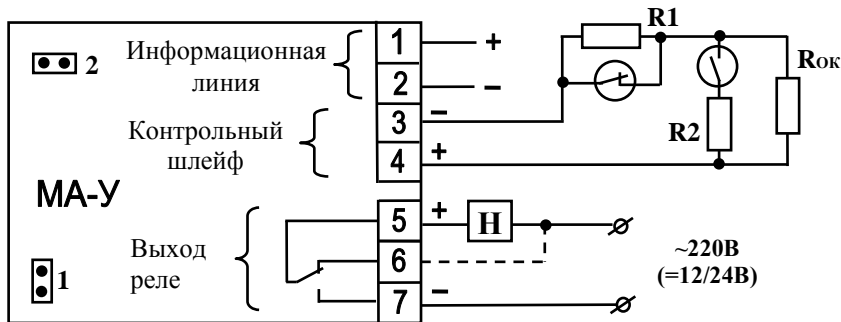 R1
Информационная
линия
1
+
2
2
−
Rок
3
−
R2
Контрольный
шлейф
4
+
МА-У
5
+
Н
Выход
реле
6
~220В
(=12/24В)
1
7
−